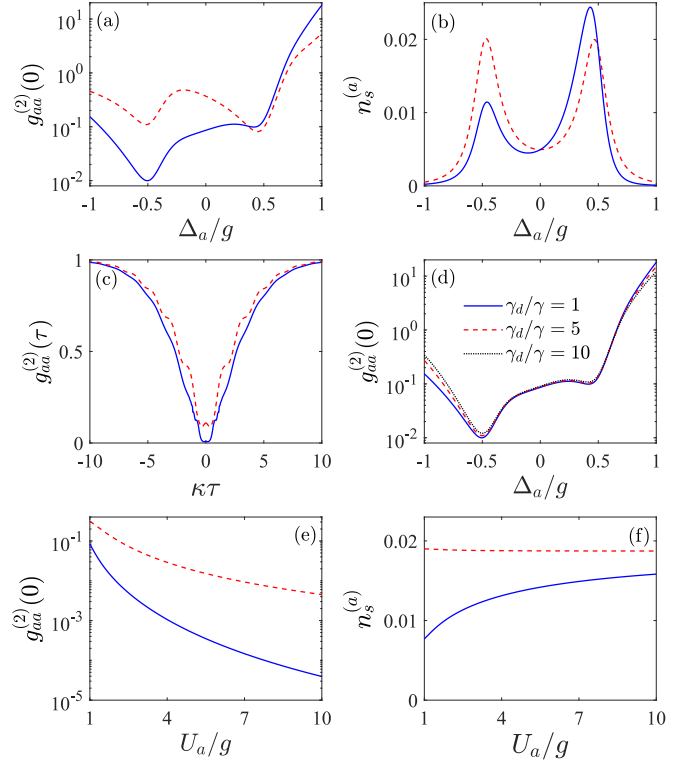 (a)
g_{aa}^{(2)}(0)
10^1
10^0
10^{-1}
10^{-2}
-1 -0.5 0 0.5 1
Δ_a/g
(b)
n_s^{(a)}
0.02
0.01
0
-1 -0.5 0 0.5 1
Δ_a/g
(c)
g_{aa}^{(2)}(τ)
1
0.5
0
-10 -5 0 5 10
κτ
(d)
g_{aa}^{(2)}(0)
10^1
10^0
10^{-1}
10^{-2}
γ_d/γ = 1
γ_d/γ = 5
γ_d/γ = 10
-1 -0.5 0 0.5 1
Δ_a/g
(e)
g_{aa}^{(2)}(0)
10^{-1}
10^{-3}
10^{-5}
1 4 7 10
U_a/g
(f)
n_s^{(a)}
0.02
0.01
0
1 4 7 10
U_a/g